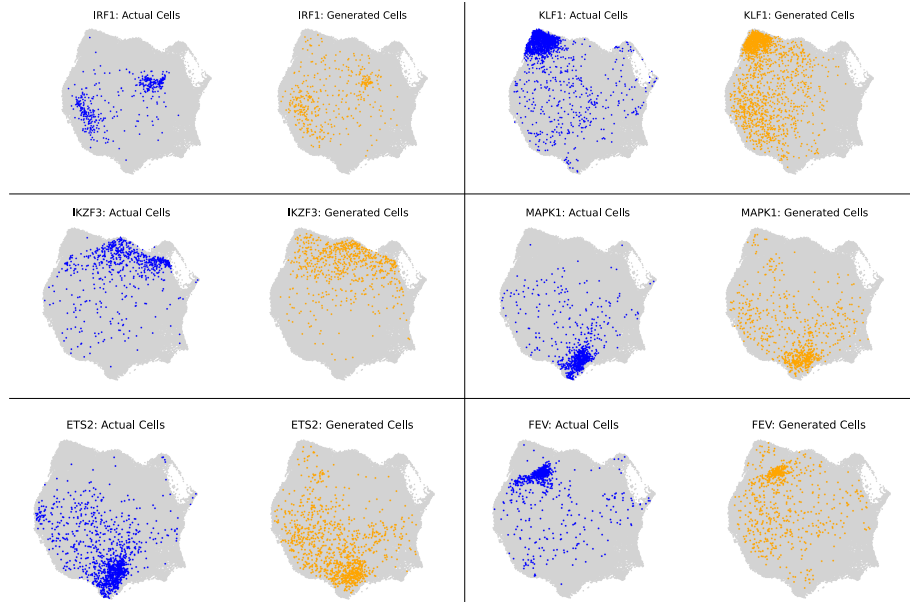 IRF1: Actual Cells
IRF1: Generated Cells
KLF1: Actual Cells
KLF1: Generated Cells
IKZF3: Actual Cells
IKZF3: Generated Cells
MAPK1: Actual Cells
MAPK1: Generated Cells
ETS2: Actual Cells
ETS2: Generated Cells
FEV: Actual Cells
FEV: Generated Cells